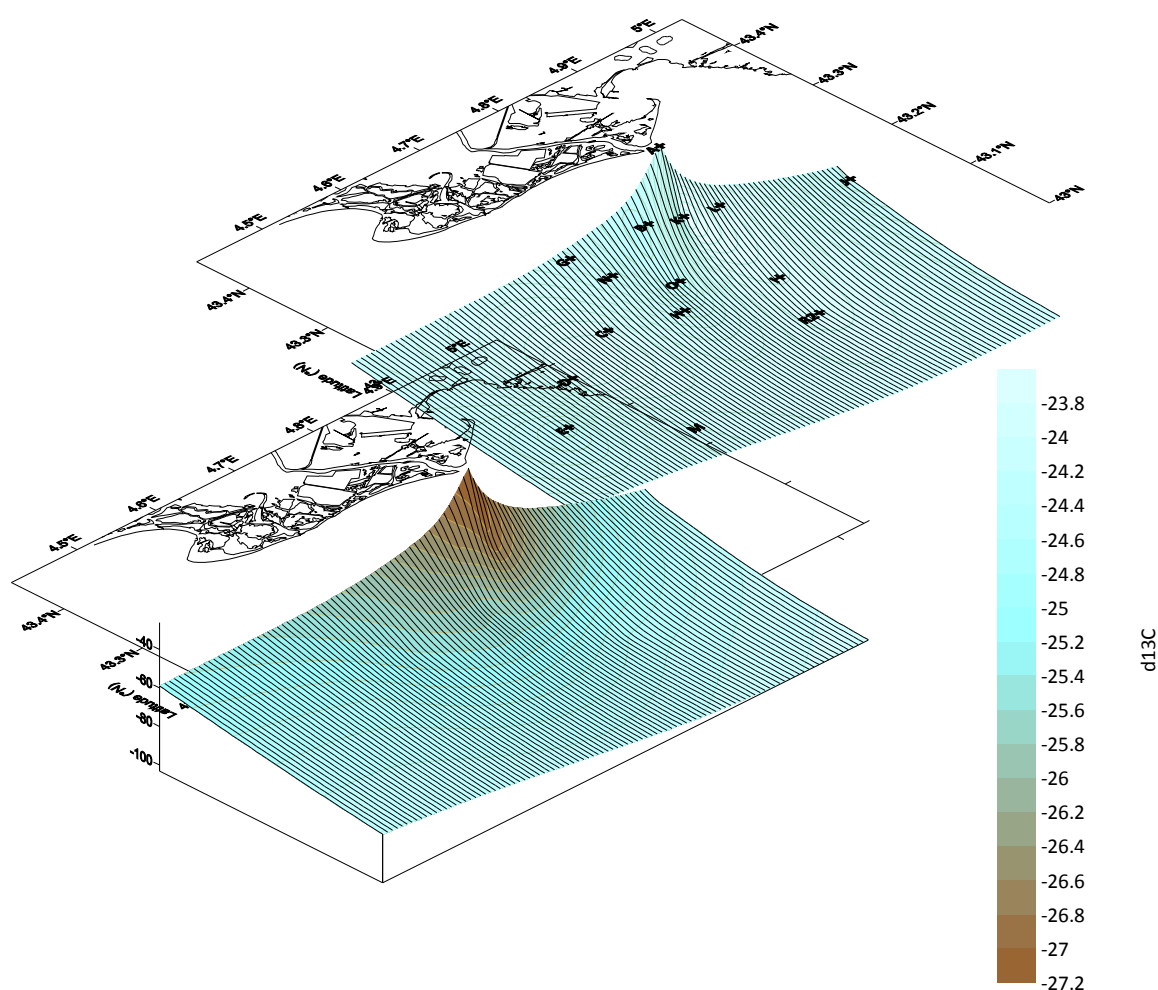 5°E
43.4°N
4.9°E
43.3°N
4.8°E
43.2°N
4.7°E
43.1°N
4.6°E
43°N
4.5°E
A+
J+
B+
K+
L+
G+
N+
I+
C+
R2+
43.4°N
43.3°N
Latitude (°N)
5°E
E+
M
4.8°E
4.7°E
4.6°E
4.5°E
43.4°N
43.3°N
Latitude (°N)
-40
-60
-80
-100
-23.8
-24
-24.2
-24.4
-24.6
-24.8
-25
-25.2
-25.4
-25.6
-25.8
-26
-26.2
-26.4
-26.6
-26.8
-27
-27.2
d13C